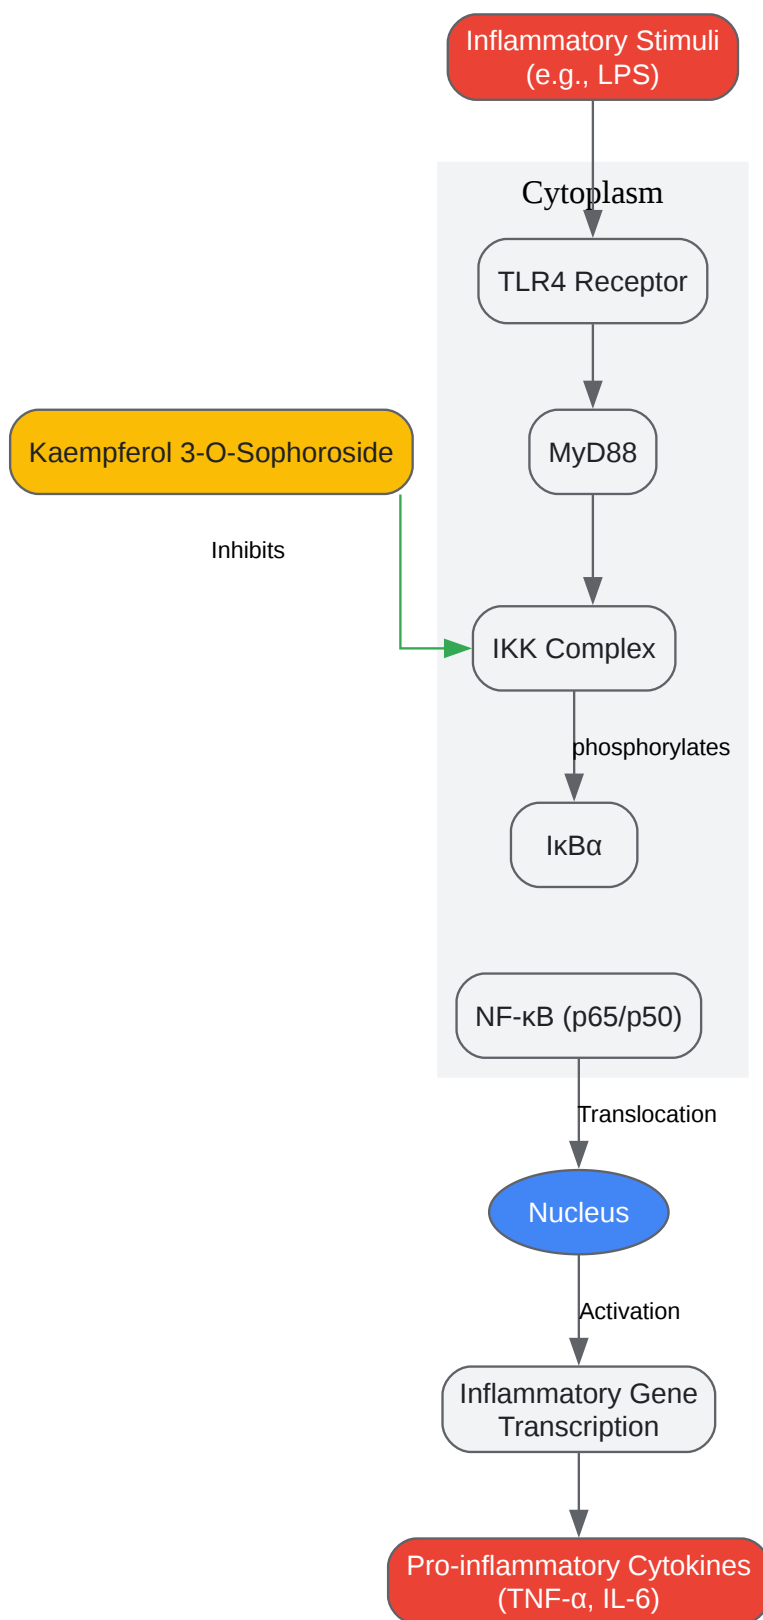 Inflammatory Stimuli
(e.g., LPS)
Cytoplasm
TLR4 Receptor
Kaempferol 3-O-Sophoroside
MyD88
Inhibits
IKK Complex
phosphorylates
IκBα
NF-κB (p65/p50)
Translocation
Nucleus
Activation
Inflammatory Gene
Transcription
Pro-inflammatory Cytokines
(TNF-α, IL-6)